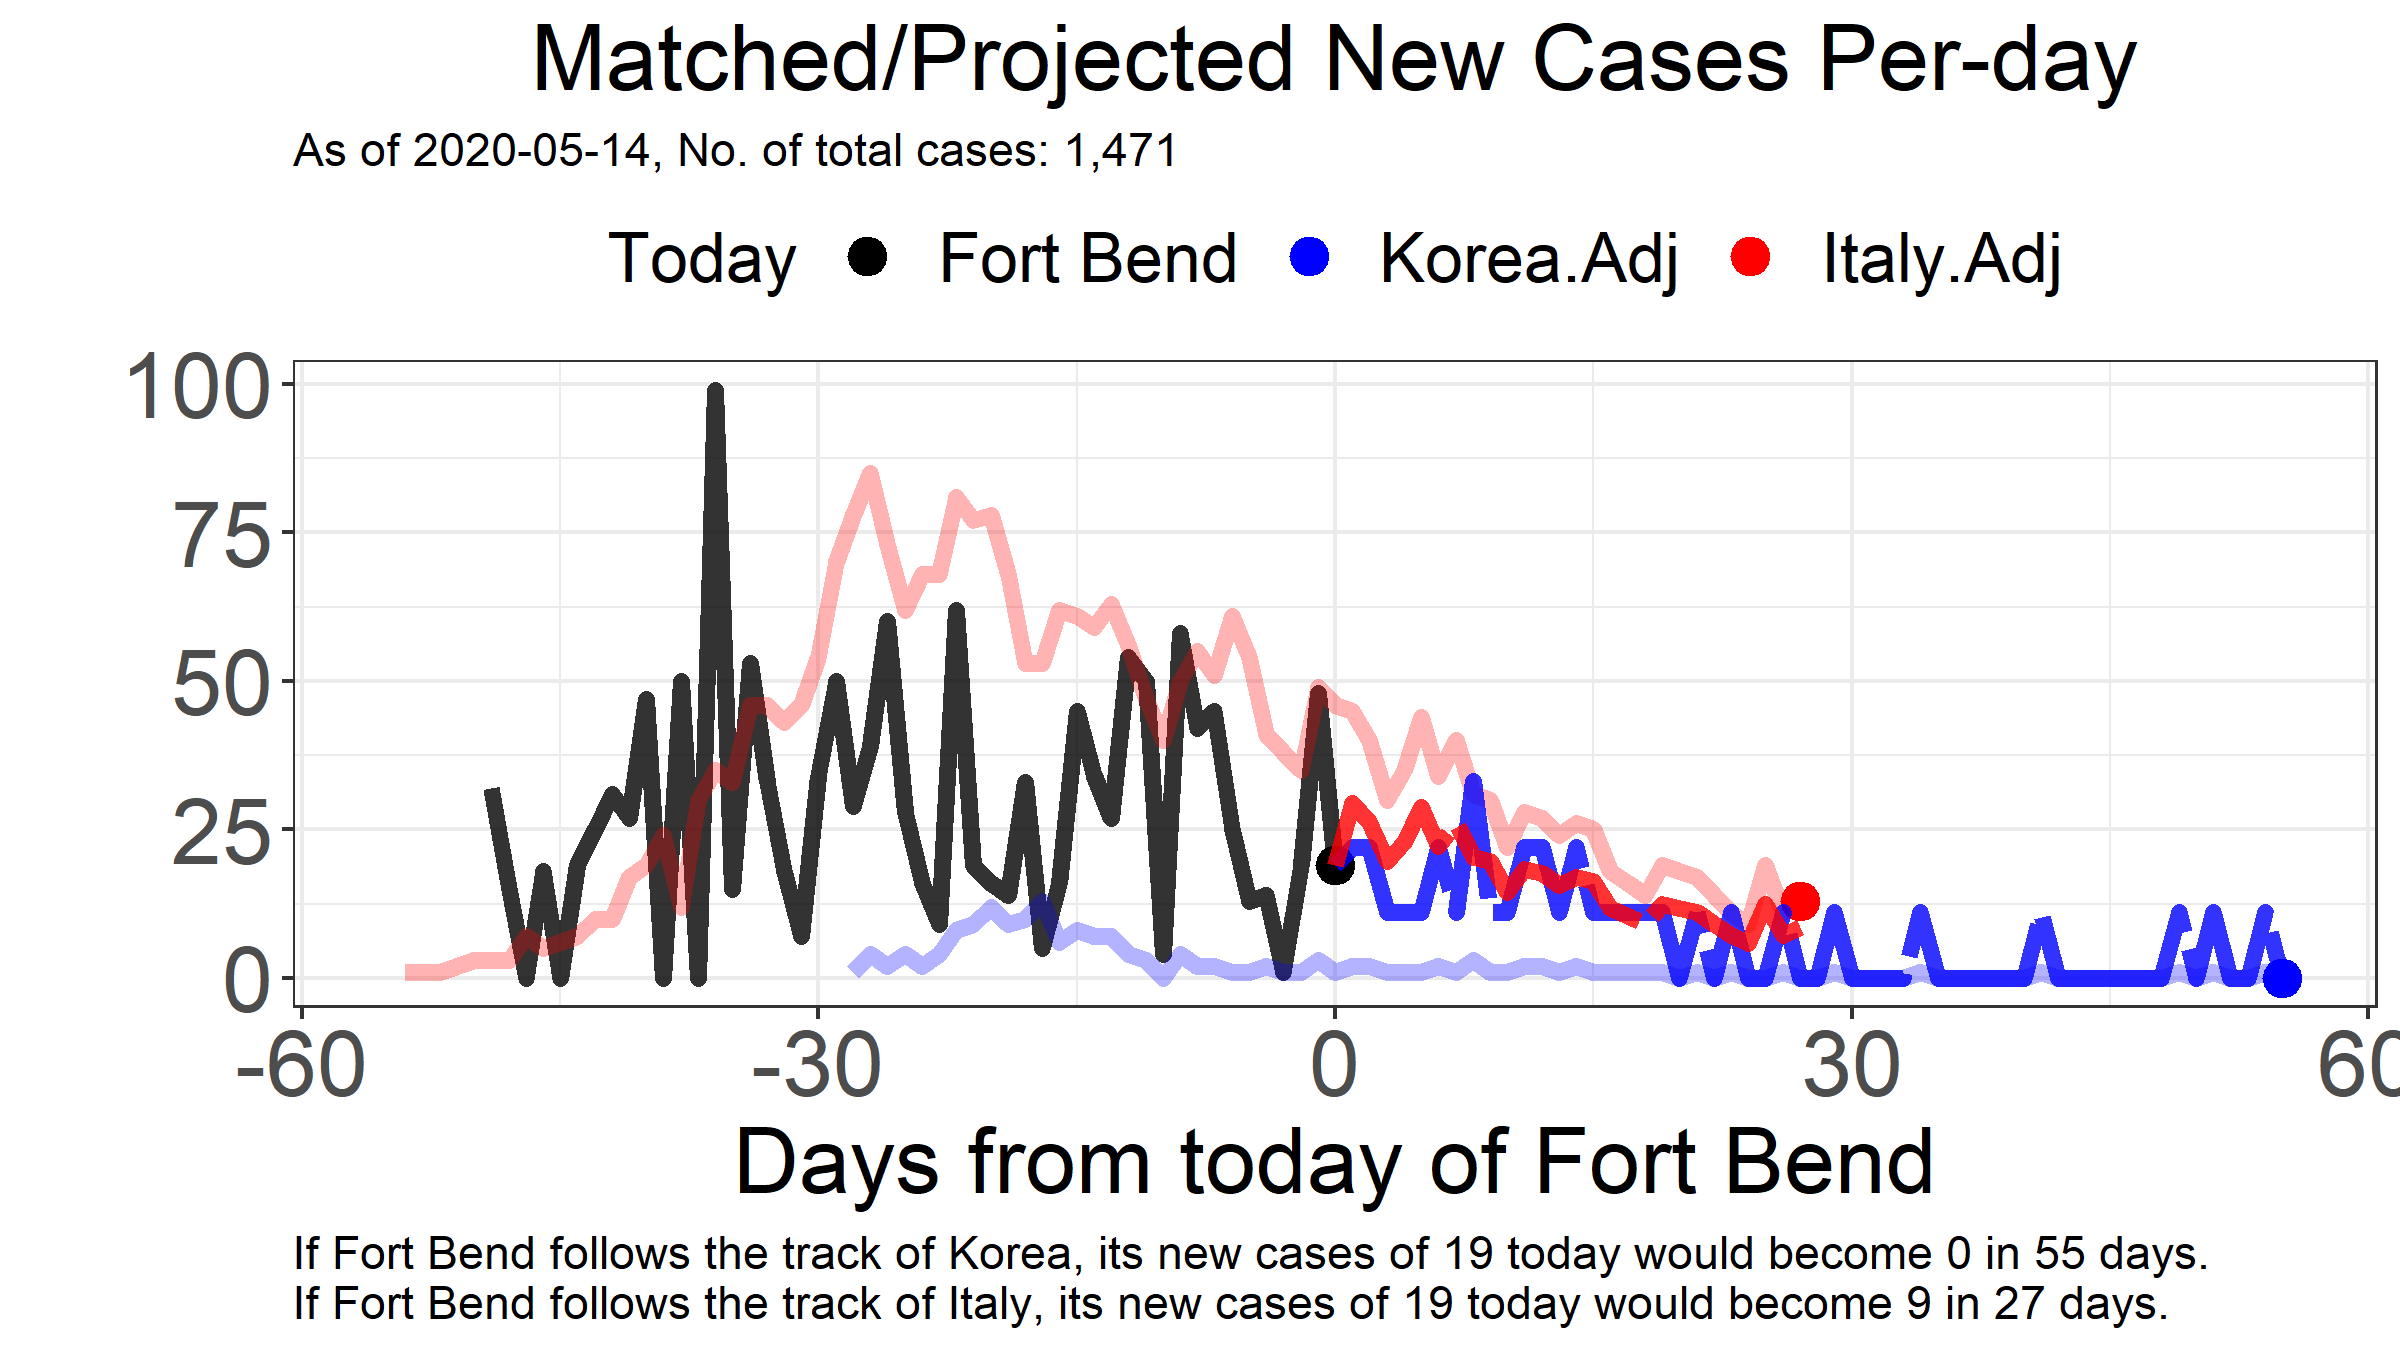 Matched/Projected New Cases Per-day
As of 2020-05-14, No. of total cases: 1,471
Today Fort Bend Korea.Adj Italy.Adj
100
75
50
25
0
-60 -30 0 30 60
Days from today of Fort Bend
If Fort Bend follows the track of Korea, its new cases of 19 today would become 0 in 55 days.
If Fort Bend follows the track of Italy, its new cases of 19 today would become 9 in 27 days.